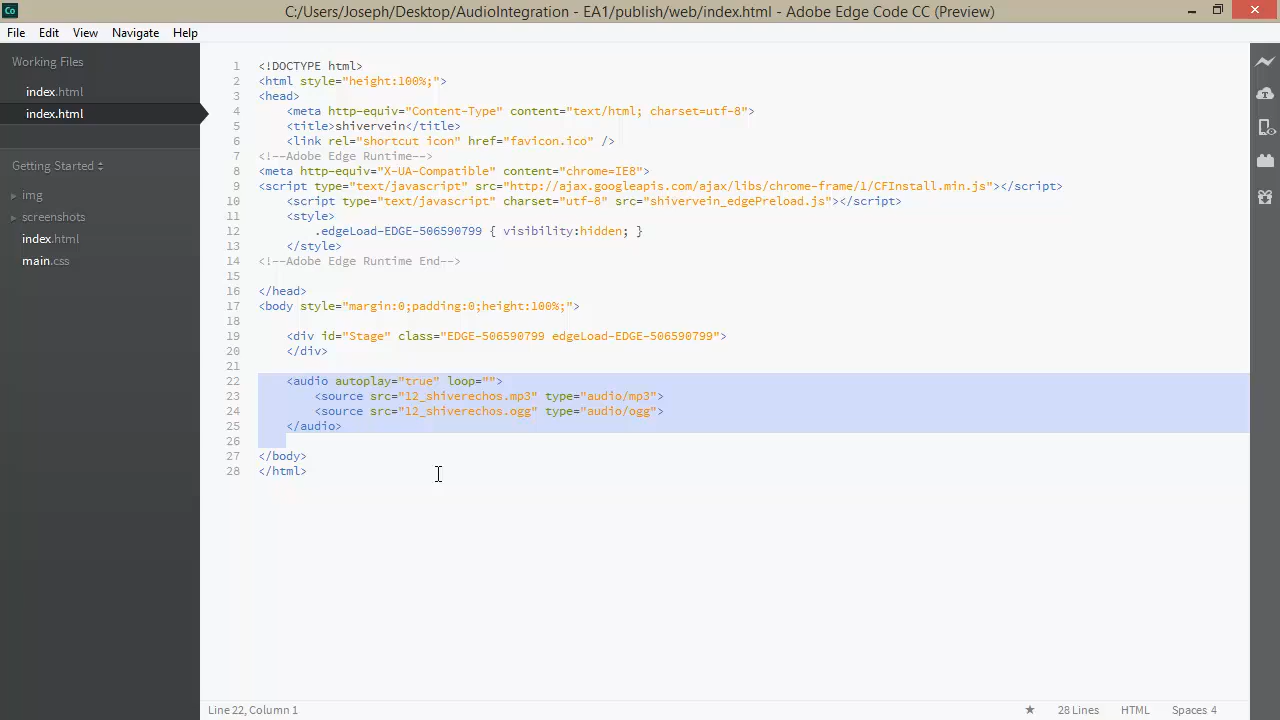 C:/Users/Joseph/Desktop/AudioIntegration - EA1/publish/web/index.html - Adobe Edge Code CC (Preview)
File Edit View Navigate Help
Working Files
index.html
index.html
Getting Started
img
screenshots
index.html
main.css
1 <!DOCTYPE html>
2 <html style="height:100%;">
3 <head>
4 <meta http-equiv="Content-Type" content="text/html; charset=utf-8">
5 <title>shivervein</title>
6 <link rel="shortcut icon" href="favicon.ico" />
7 <!--Adobe Edge Runtime-->
8 <meta http-equiv="X-UA-Compatible" content="chrome=IE8">
9 <script type="text/javascript" src="http://ajax.googleapis.com/ajax/libs/chrome-frame/1/CFInstall.min.js"></script>
10 <script type="text/javascript" charset="utf-8" src="shivervein_edgePreload.js"></script>
11 <style>
12 .edgeLoad-EDGE-506590799 { visibility:hidden; }
13 </style>
14 <!--Adobe Edge Runtime End-->
15
16 </head>
17 <body style="margin:0;padding:0;height:100%;">
18
19 <div id="Stage" class="EDGE-506590799 edgeLoad-EDGE-506590799">
20 </div>
21
22 <audio autoplay="true" loop="">
23 <source src="12_shiverechos.mp3" type="audio/mp3">
24 <source src="12_shiverechos.ogg" type="audio/ogg">
25 </audio>
26
27 </body>
28 </html>
Line 22, Column 1
28 Lines HTML Spaces 4